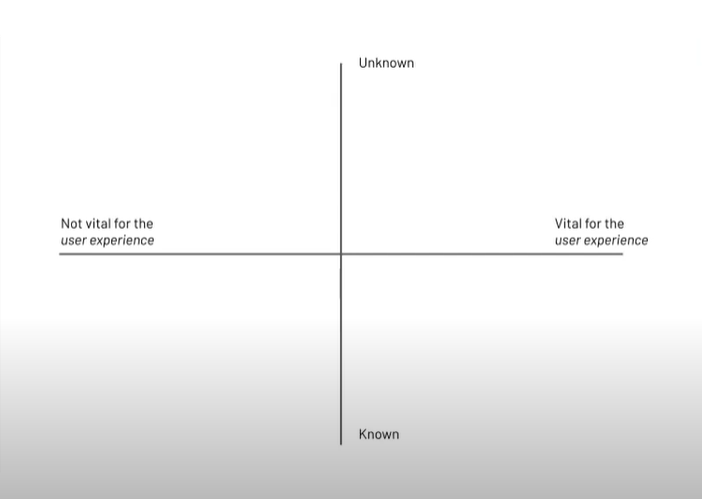 Unknown
Not vital for the
user experience
Vital for the
user experience
Known